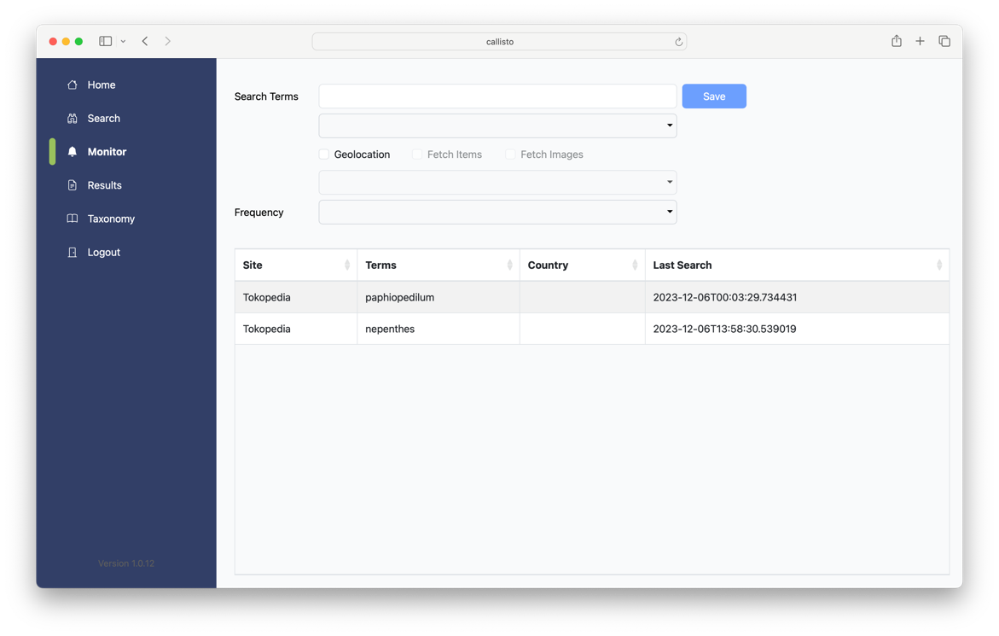 callisto
Home
Search
Monitor
Results
Taxonomy
Logout
Version 1.0.12
Search Terms
Save
Geolocation Fetch Items Fetch Images
Frequency
Site Terms Country Last Search
Tokopedia paphiopedilum 2023-12-06T00:03:29.734431
Tokopedia nepenthes 2023-12-06T13:58:30.539019